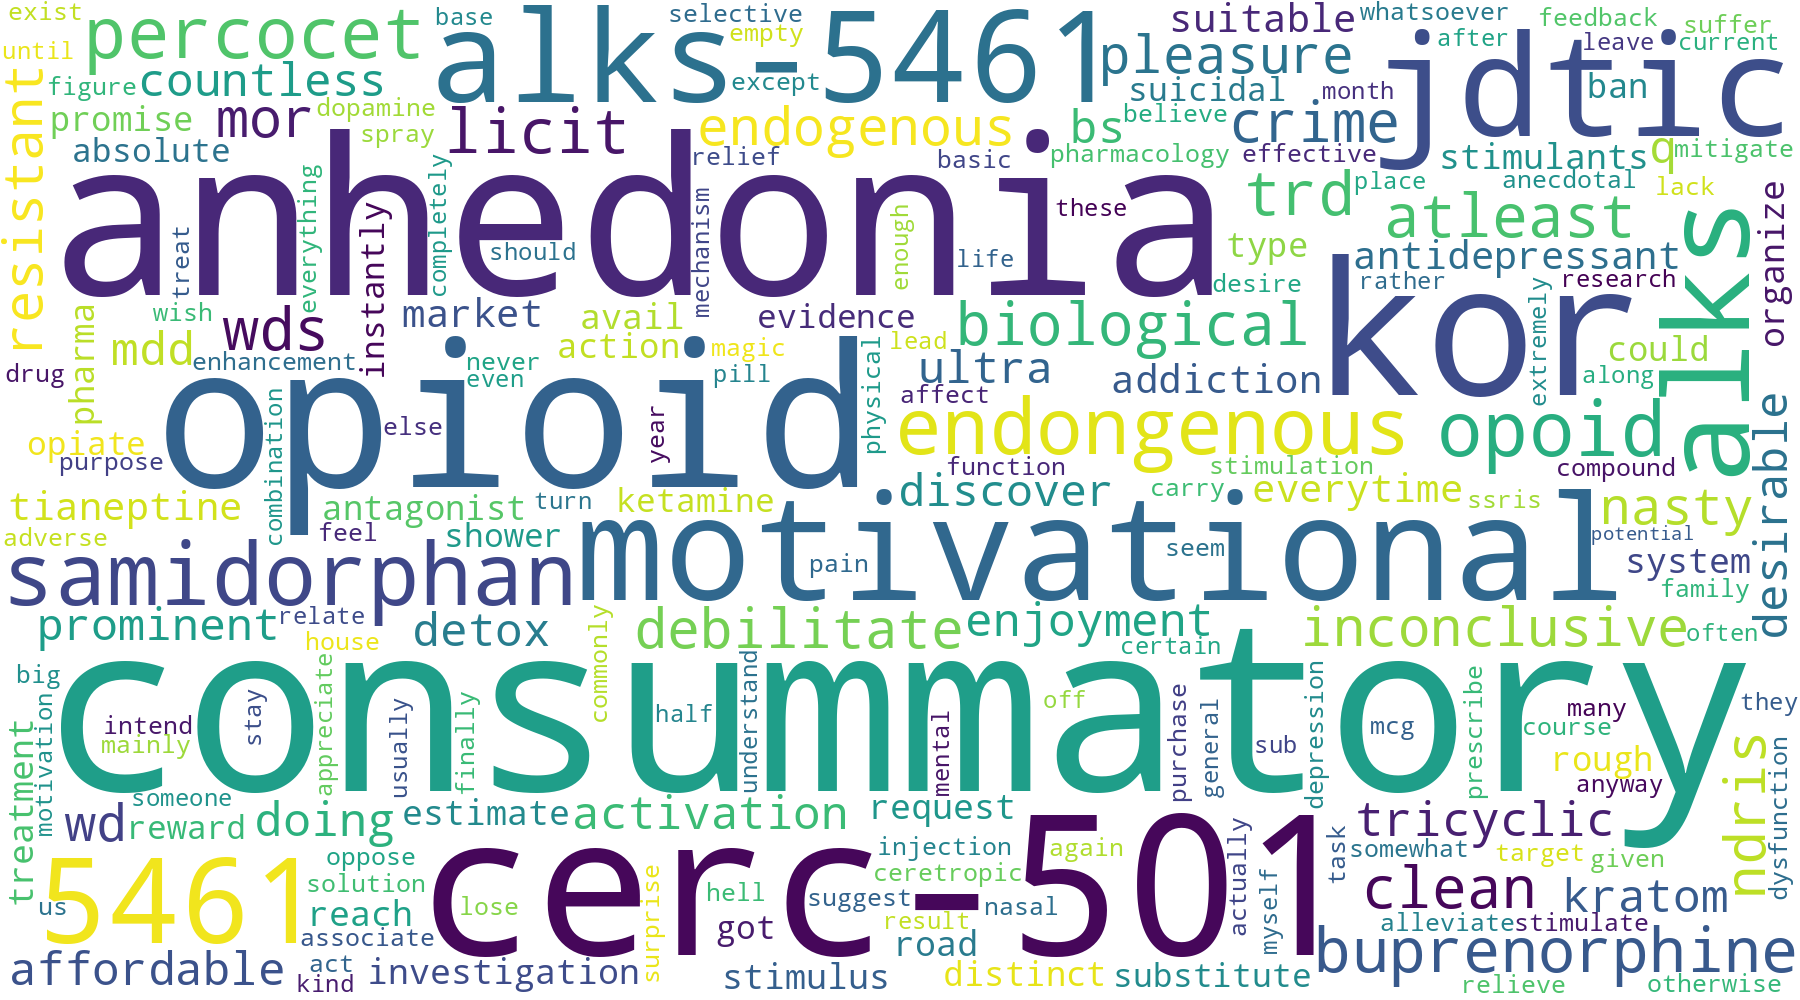 exist
percocet
base
alks-5461
selective
empty
suitable
whatsoever
feedback
suffer
until
countless
figure
except
pleasure
after
leave
current
jdtic
resistant
promise
mor
dopamine
spray
licit
endogenous
bs
suicidal
believe
month
crime
ban
absolute
relief
basic
pharmacology
effective
stimulants
q
mitigate
anhedonia
everything
instantly
completely
mechanism
enough
these
trd
place
anecdotal
lack
atleast
organize
treat
should
life
type
antidepressant
alks
desire
rather
research
kor
extremely
wish
wds
market
avail
evidence
biological
could
pharma
mdd
enhancement
never
action
magic
lead
ultra
addiction
along
drug
even
pill
physical
affect
desirable
opioid
combination
else
year
endongenous
opoid
opiate
purpose
function
stimulation
compound
tianeptine
antagonist
turn
ketamine
discover
carry
everytime
ssris
nasty
adverse
feel
shower
motivational
pain
seem
potential
samidorphan
system
family
relate
commonly
prominent
house
detox
debilitate
enjoyment
certain
inconclusive
often
big
consummatory
treatment
motivation
intend
mainly
stay
appreciate
usually
finally
half
understand
mental
off
purchase
general
sub
depression
mcg
prescribe
many
course
they
rough
anyway
ndris
dysfunction
someone
wd
reward
doing
estimate
activation
request
tricyclic
5461
oppose
solution
reach
us
cerc-501
injection
again
actually
myself
task
somewhat
target
given
ceretropic
hell
suggest
nasal
lose
surprise
got
result
road
clean
kratom
alleviate
stimulate
associate
affordable
act
kind
investigation
stimulus
distinct
substitute
buprenorphine
relieve
otherwise